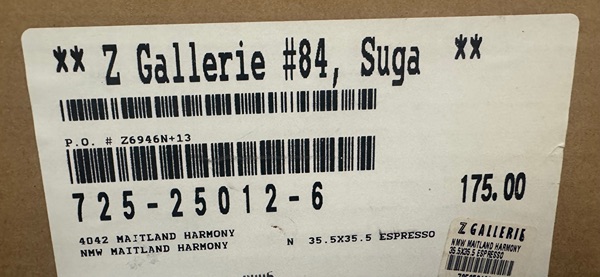 ** Z Gallerie #84, Suga **
P.O. # Z6946N+13
725-25012-6 175.00
4042 MAITLAND HARMONY N 35.5X35.5 ESPRESSO
NMW MAITLAND HARMONY
Z GALLERIE
NMW MAITLAND HARMONY
35.5X35.5 ESPRESSO